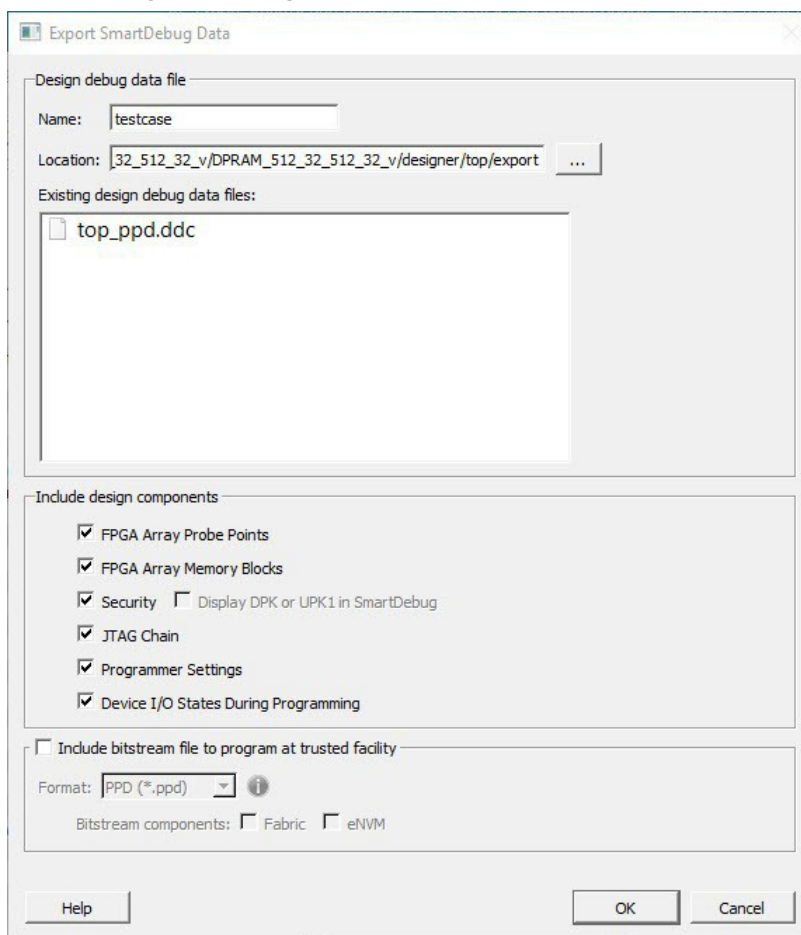 Export SmartDebug Data
Design debug data file
Name: testcase
Location: _32_512_32_v/DPRAM_512_32_512_32_v/designer/top/export ...
Existing design debug data files:
top_ppd.ddc
Include design components
FPGA Array Probe Points
FPGA Array Memory Blocks
Security Display DPK or UPK1 in SmartDebug
JTAG Chain
Programmer Settings
Device I/O States During Programming
Include bitstream file to program at trusted facility
Format: PPD (*.ppd)
Bitstream components: Fabric eNVM
Help OK Cancel